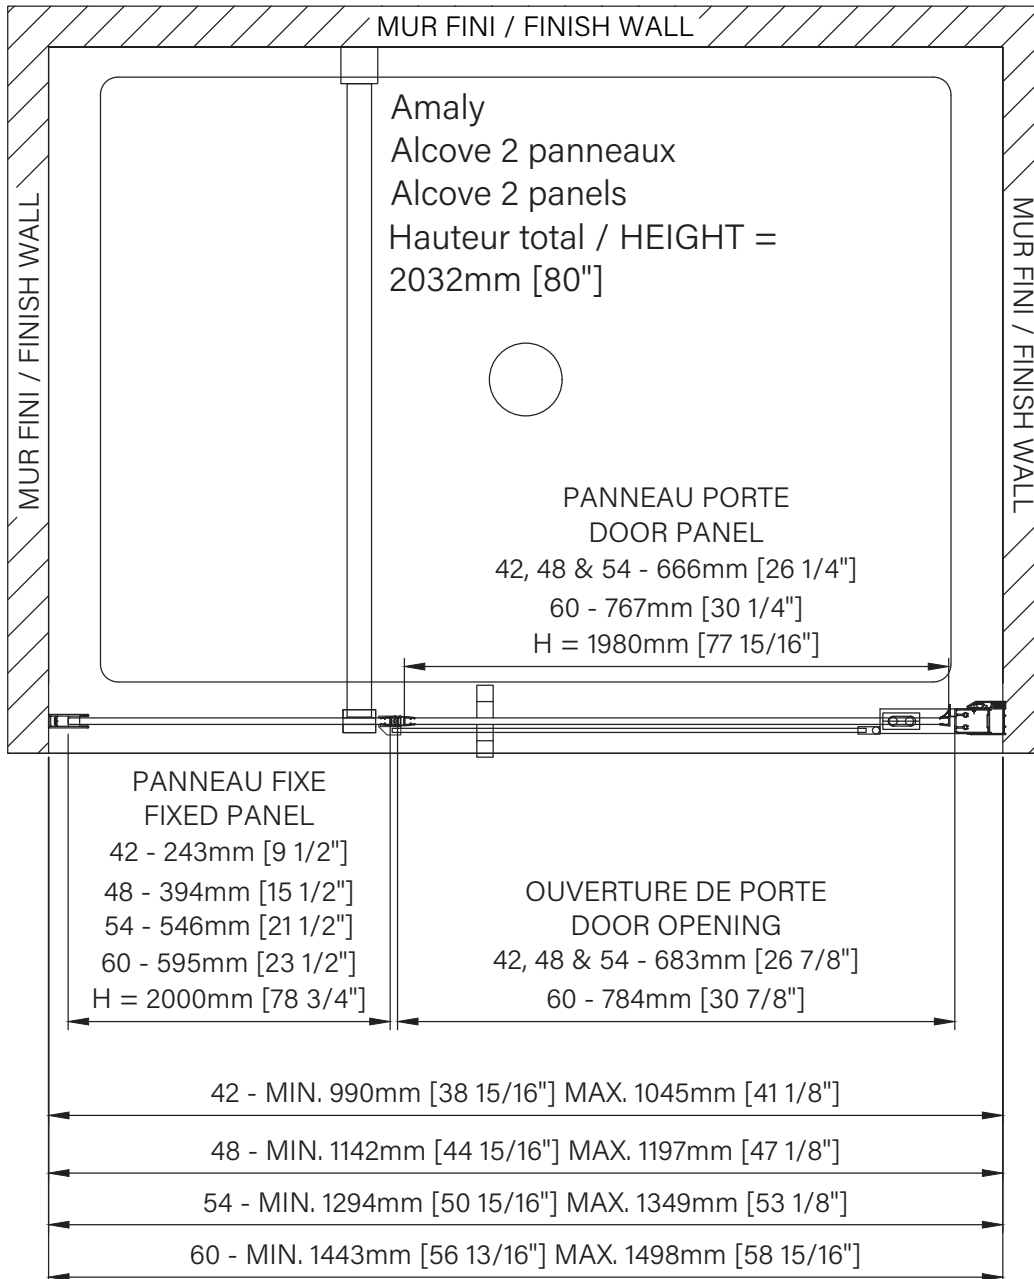 MUR FINI / FINISH WALL
MUR FINI / FINISH WALL
MUR FINI / FINISH WALL
Amaly
Alcove 2 panneaux
Alcove 2 panels
Hauteur total / HEIGHT =
2032mm [80"]
PANNEAU PORTE
DOOR PANEL
42, 48 & 54 - 666mm [26 1/4"]
60 - 767mm [30 1/4"]
H = 1980mm [77 15/16"]
PANNEAU FIXE
FIXED PANEL
42 - 243mm [9 1/2"]
48 - 394mm [15 1/2"]
54 - 546mm [21 1/2"]
60 - 595mm [23 1/2"]
H = 2000mm [78 3/4"]
OUVERTURE DE PORTE
DOOR OPENING
42, 48 & 54 - 683mm [26 7/8"]
60 - 784mm [30 7/8"]
42 - MIN. 990mm [38 15/16"] MAX. 1045mm [41 1/8"]
48 - MIN. 1142mm [44 15/16"] MAX. 1197mm [47 1/8"]
54 - MIN. 1294mm [50 15/16"] MAX. 1349mm [53 1/8"]
60 - MIN. 1443mm [56 13/16"] MAX. 1498mm [58 15/16"]